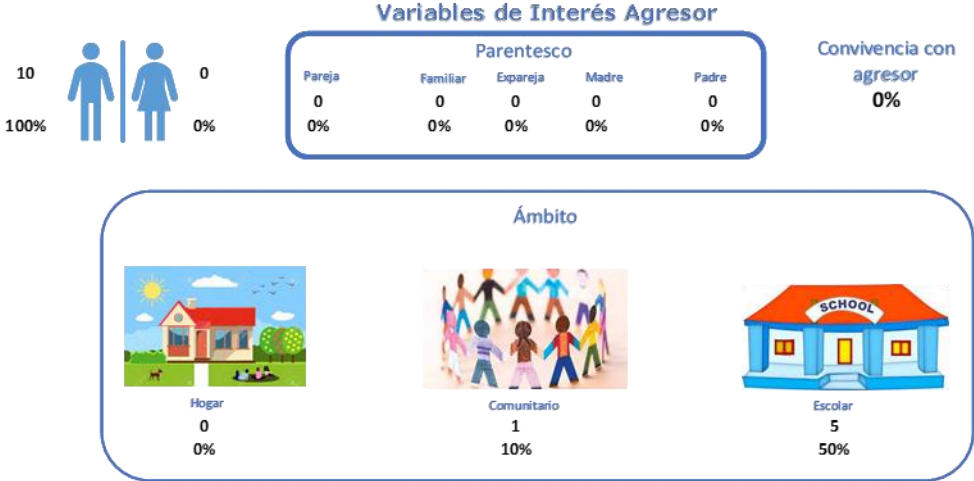 Variables de Interés Agresor
10
100%
0
0%
Parentesco
Pareja Familiar Expareja Madre Padre
0 0 0 0 0
0% 0% 0% 0% 0%
Convivencia con
agresor
0%
Ámbito
SCHOOL
Hogar Comunitario Escolar
0 1 5
0% 10% 50%